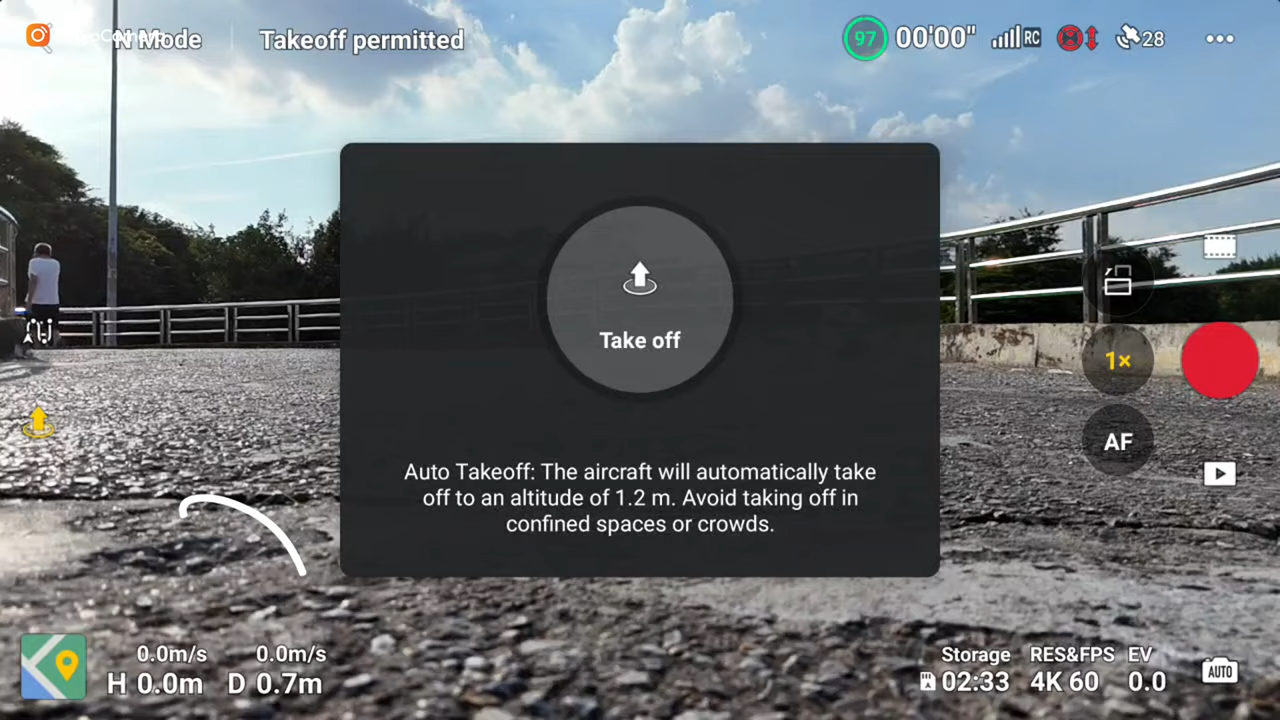 N Mode
Takeoff permitted
97
00'00"
RC
28
Take off
Auto Takeoff: The aircraft will automatically take
off to an altitude of 1.2 m. Avoid taking off in
confined spaces or crowds.
1×
AF
0.0m/s 0.0m/s
H 0.0m D 0.7m
Storage RES&FPS EV
02:33 4K 60 0.0
AUTO